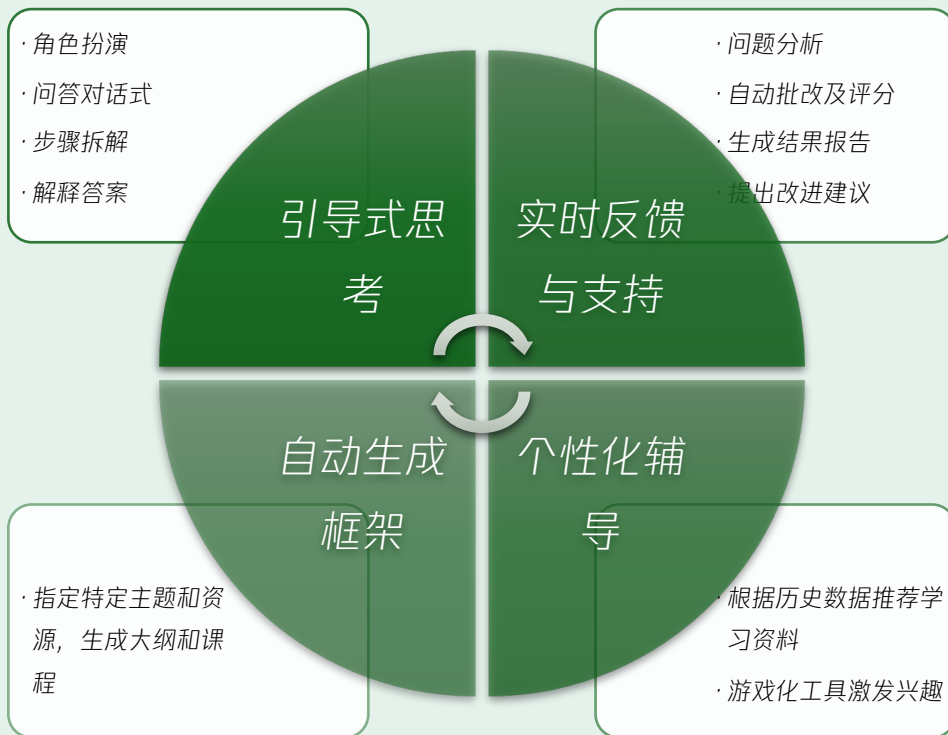 · 角色扮演
· 问答对话式
· 步骤拆解
· 解释答案
· 问题分析
· 自动批改及评分
· 生成结果报告
· 提出改进建议
引导式思
考
实时反馈
与支持
自动生成
框架
个性化辅
导
· 指定特定主题和资
源，生成大纲和课
程
· 根据历史数据推荐学
习资料
· 游戏化工具激发兴趣